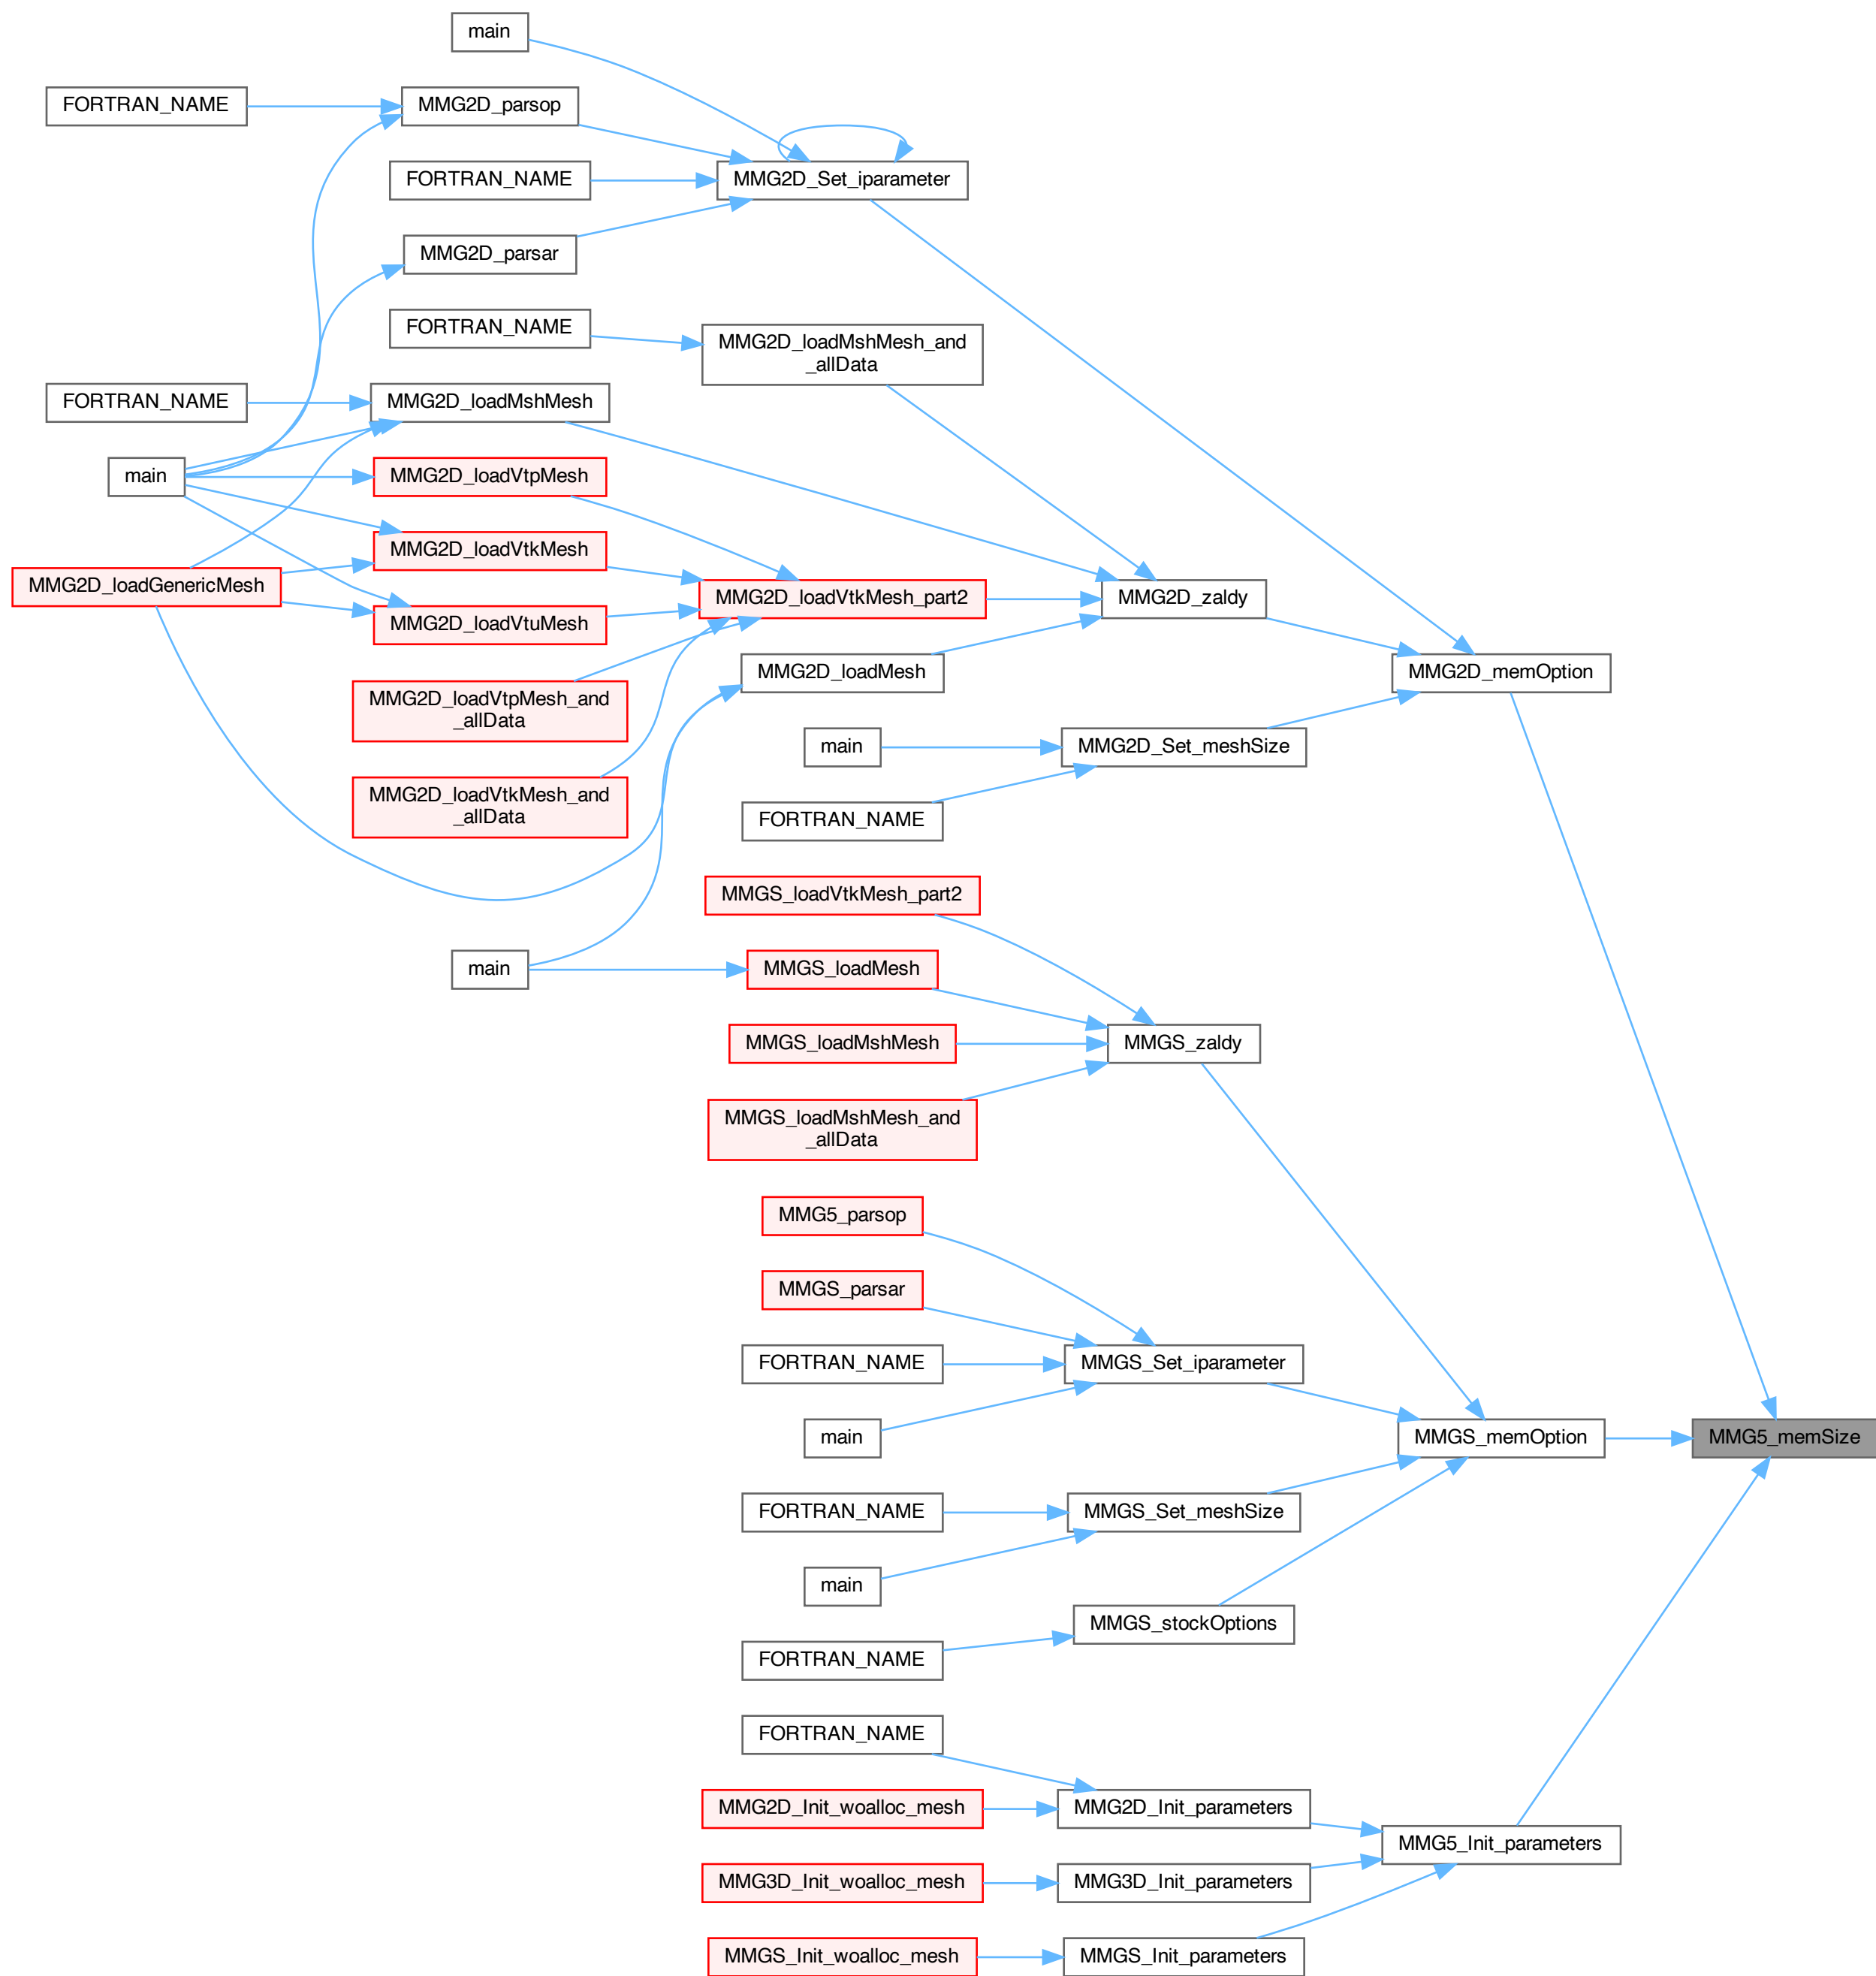 main
FORTRAN_NAME
MMG2D_parsop
FORTRAN_NAME
MMG2D_Set_iparameter
MMG2D_parsar
FORTRAN_NAME
MMG2D_loadMshMesh_and
_allData
FORTRAN_NAME
MMG2D_loadMshMesh
main
MMG2D_loadVtpMesh
MMG2D_loadVtkMesh
MMG2D_loadGenericMesh
MMG2D_loadVtkMesh_part2
MMG2D_zaldy
MMG2D_loadVtuMesh
MMG2D_loadMesh
MMG2D_memOption
MMG2D_loadVtpMesh_and
_allData
main
MMG2D_Set_meshSize
MMG2D_loadVtkMesh_and
_allData
FORTRAN_NAME
MMGS_loadVtkMesh_part2
main
MMGS_loadMesh
MMGS_loadMshMesh
MMGS_zaldy
MMGS_loadMshMesh_and
_allData
MMG5_parsop
MMGS_parsar
FORTRAN_NAME
MMGS_Set_iparameter
main
MMGS_memOption
MMG5_memSize
FORTRAN_NAME
MMGS_Set_meshSize
main
MMGS_stockOptions
FORTRAN_NAME
FORTRAN_NAME
MMG2D_Init_woalloc_mesh
MMG2D_Init_parameters
MMG5_Init_parameters
MMG3D_Init_woalloc_mesh
MMG3D_Init_parameters
MMGS_Init_woalloc_mesh
MMGS_Init_parameters